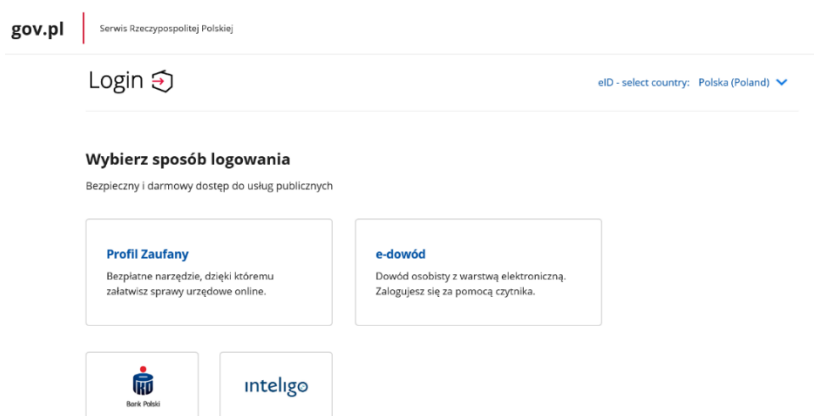 gov.pl
Serwis Rzeczypospolitej Polskiej
Login
eID - select country: Polska (Poland)
Wybierz sposób logowania
Bezpieczny i darmowy dostęp do usług publicznych
Profil Zaufany
Bezpłatne narzędzie, dzięki któremu
załatwisz sprawy urzędowe online.
e-dowód
Dowód osobisty z warstwą elektroniczną.
Zalogujesz się za pomocą czytnika.
Bank Polski
inteligo